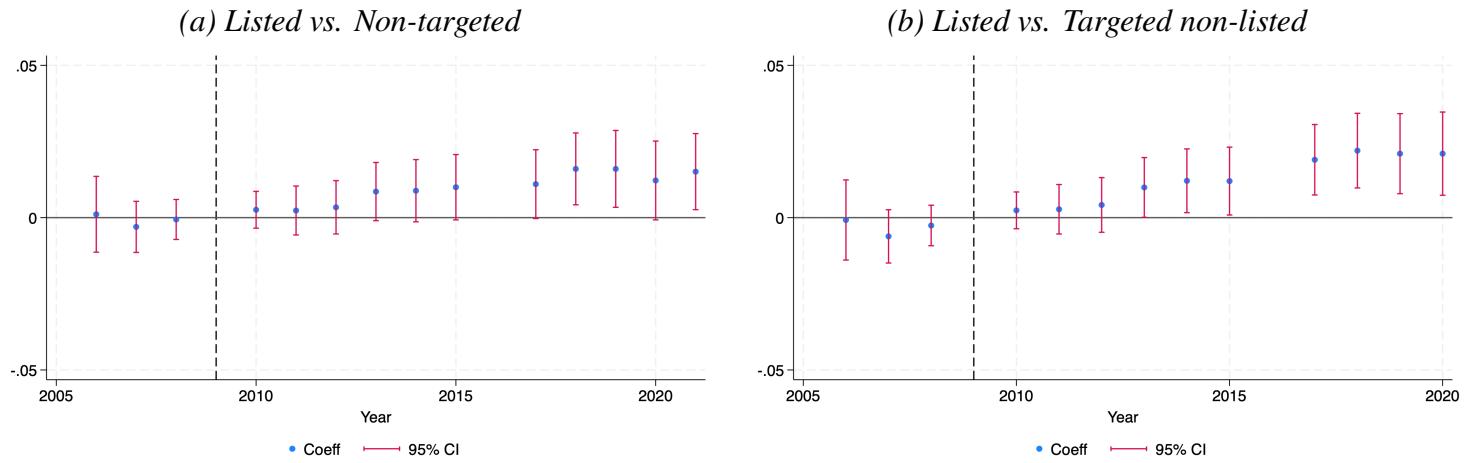 (a) Listed vs. Non-targeted
.05
0
-.05
2005
2010
2015
2020
Year
Coeff
95% CI
(b) Listed vs. Targeted non-listed
.05
0
-.05
2005
2010
2015
2020
Year
Coeff
95% CI